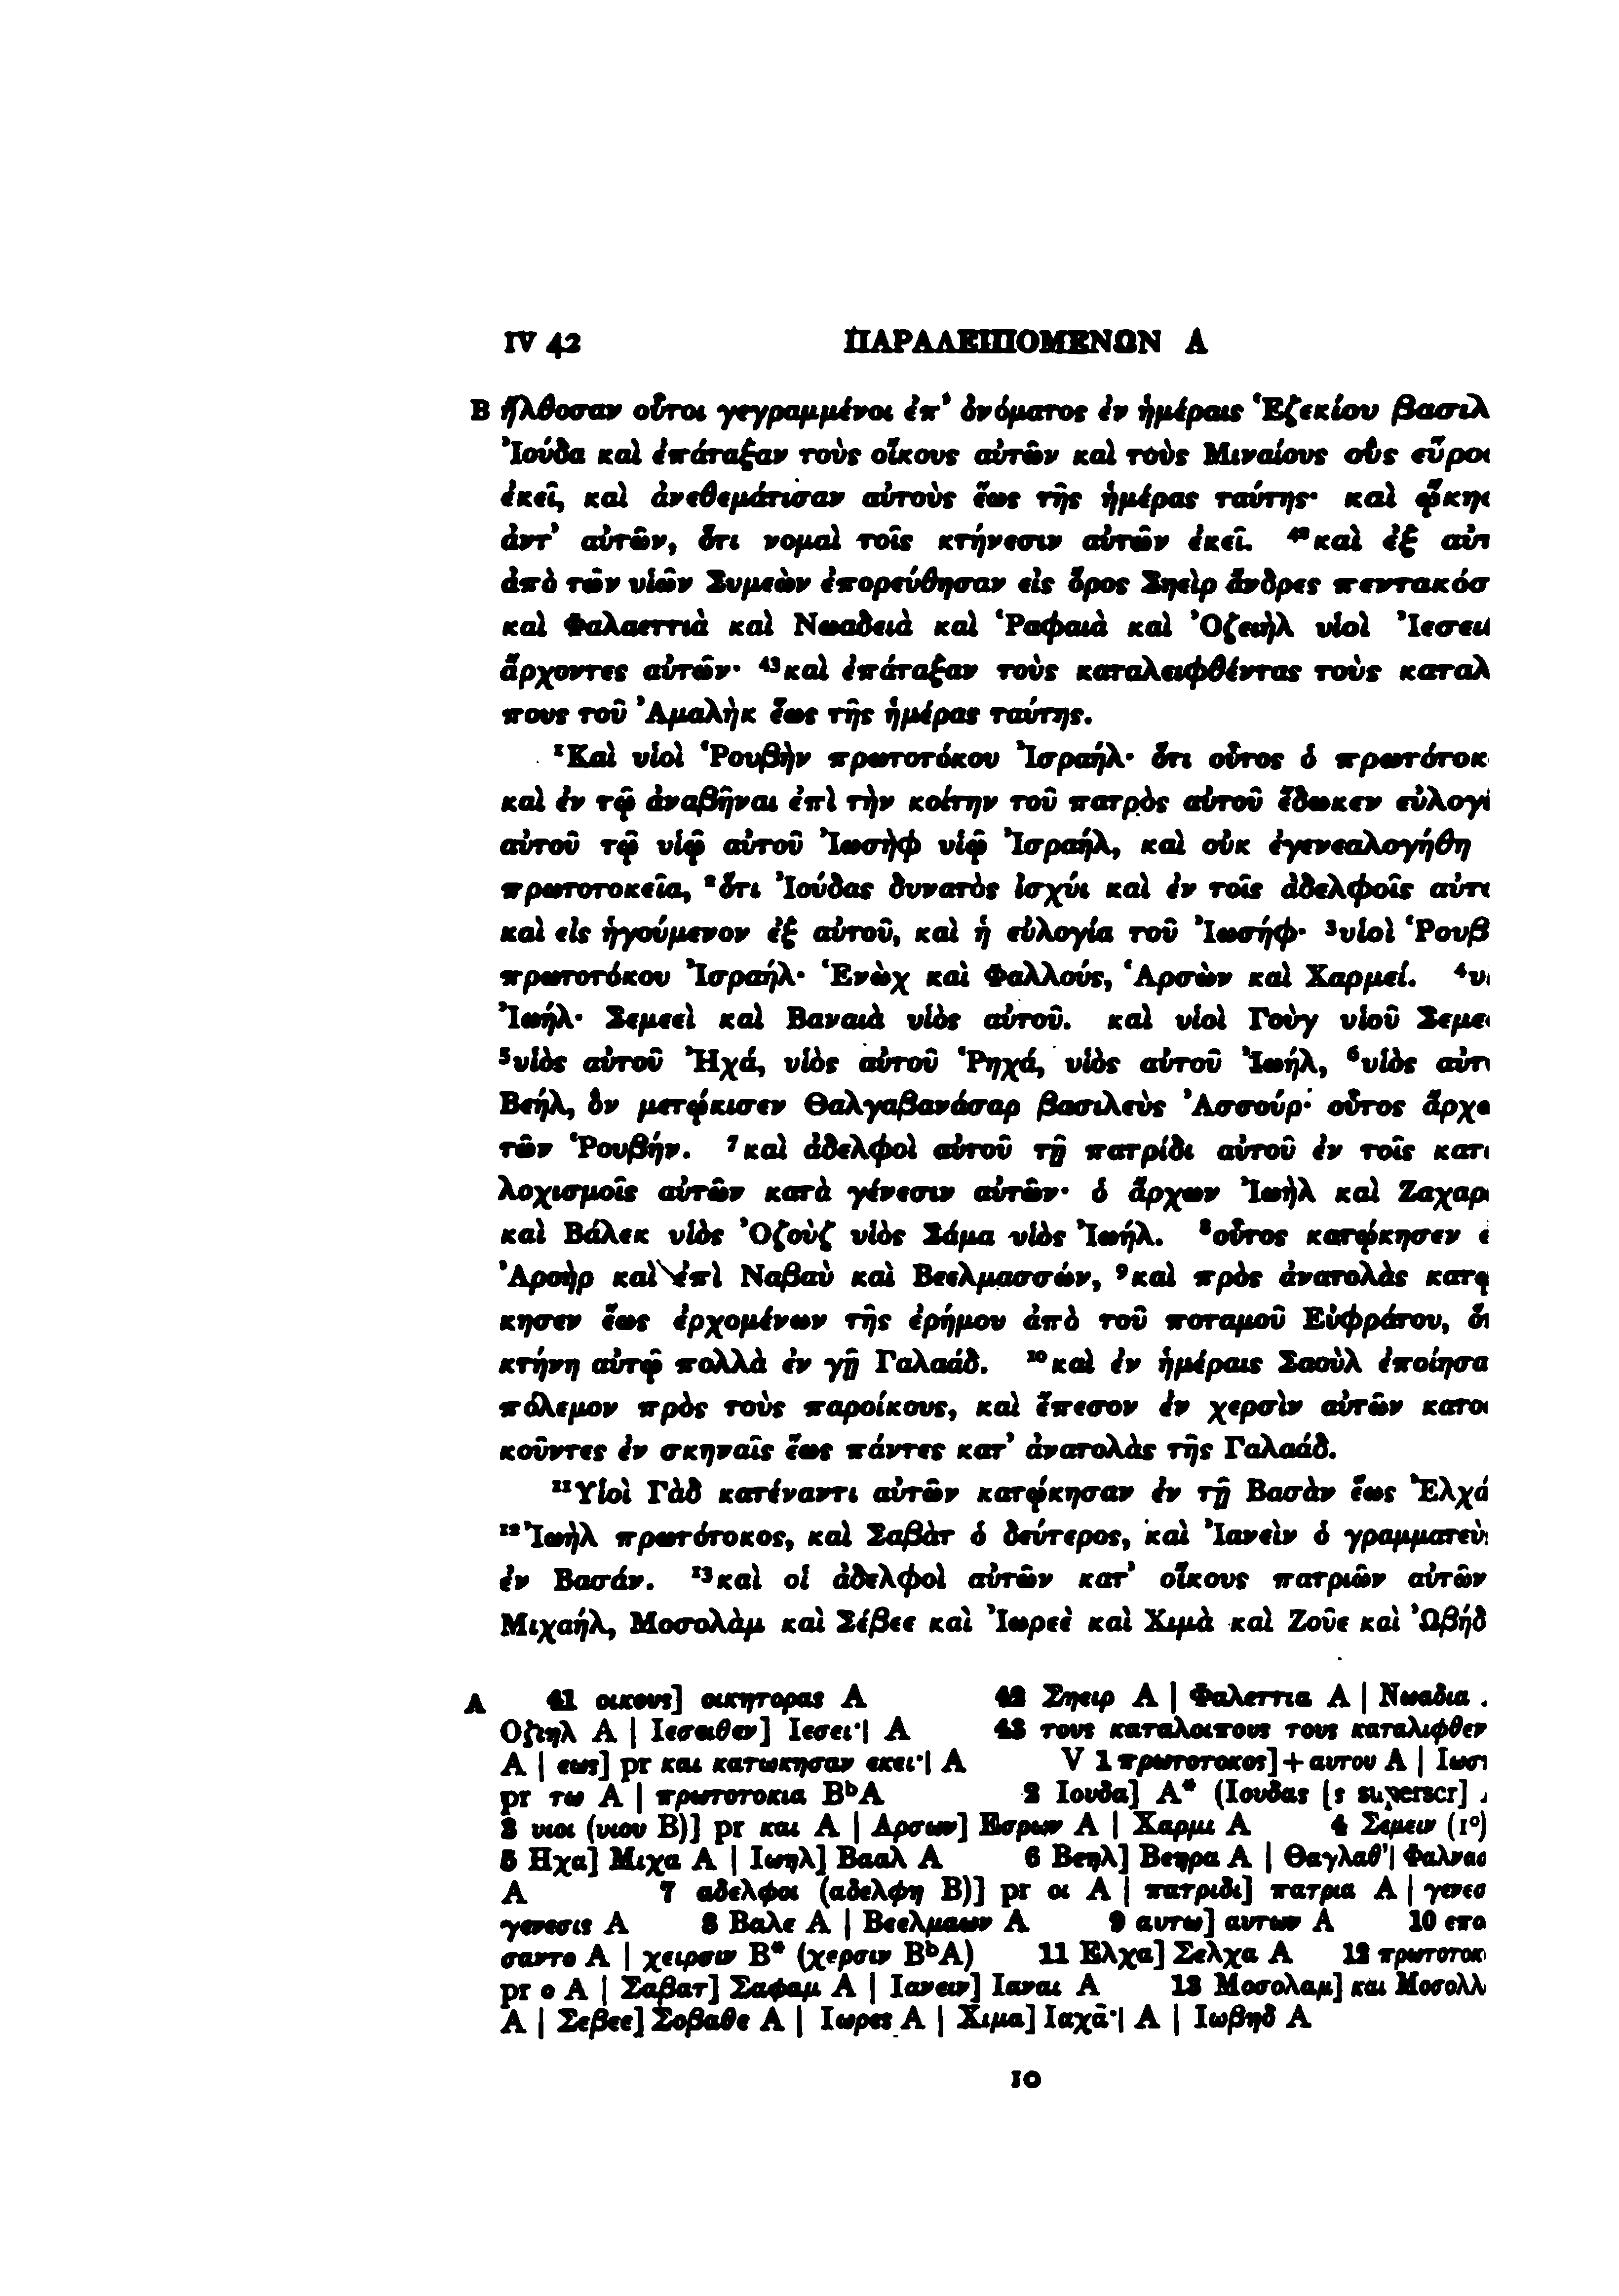 IV 42 ΠΑΡΑΛΕΙΠΟΜΕΝΩΝ Α
B ἤλθοσαν οὗτοι γεγραμμένοι ἐπ’ ὀνόματος ἐν ἡμέραις Ἑζεκίου βασιλ
Ἰούδα καὶ ἐπάταξαν τοὺς οἴκους αὐτῶν καὶ τοὺς Μιναίους οὓς εὕρο
ἐκεῖ, καὶ ἀνεθεμάτισαν αὐτοὺς ἕως τῆς ἡμέρας ταύτης· καὶ ᾤκη
ἀντ’ αὐτῶν, ὅτι νομαὶ τοῖς κτήνεσιν αὐτῶν ἐκεῖ. ⁴²καὶ ἐξ αὐτ
ἀπὸ τῶν υἱῶν Συμεὼν ἐπορεύθησαν εἰς ὄρος Σηεὶρ ἄνδρες πεντακόσ
καὶ Φαλαεττιὰ καὶ Νωαδειὰ καὶ Ῥαφαιὰ καὶ Ὀζειὴλ υἱοὶ Ἰεσει
ἄρχοντες αὐτῶν· ⁴³καὶ ἐπάταξαν τοὺς καταλειφθέντας τοὺς καταλ
πους τοῦ Ἀμαλὴκ ἕως τῆς ἡμέρας ταύτης.
¹Καὶ υἱοὶ Ῥουβὴν πρωτοτόκου Ἰσραήλ· ὅτι οὗτος ὁ πρωτότοκ
καὶ ἐν τῷ ἀναβῆναι ἐπὶ τὴν κοίτην τοῦ πατρὸς αὐτοῦ ἔδωκεν εὐλογί
αὐτοῦ τῷ υἱῷ αὐτοῦ Ἰωσὴφ υἱῷ Ἰσραήλ, καὶ οὐκ ἐγενεαλογήθη
πρωτοτοκεῖα, ²ὅτι Ἰούδας δυνατὸς ἰσχύι καὶ ἐν τοῖς ἀδελφοῖς αὐτ
καὶ εἰς ἡγούμενον ἐξ αὐτοῦ, καὶ ἡ εὐλογία τοῦ Ἰωσήφ· ³υἱοὶ Ῥουβ
πρωτοτόκου Ἰσραήλ· Ἑνὼχ καὶ Φαλλούς, Ἁρσὼν καὶ Χαρμεί. ⁴υ
Ἰωήλ· Σεμεεὶ καὶ Βαναιὰ υἱὸς αὐτοῦ. καὶ υἱοὶ Γοὺγ υἱοῦ Σεμε
⁵υἱὸς αὐτοῦ Ἠχά, υἱὸς αὐτοῦ Ῥηχά, υἱὸς αὐτοῦ Ἰωήλ, ⁶υἱὸς αὐτ
Βεήλ, ὃν μετῴκισεν Θαλγαβανάσαρ βασιλεὺς Ἀσσούρ· οὗτος ἄρχω
τῶν Ῥουβήν. ⁷καὶ ἀδελφοὶ αὐτοῦ τῇ πατρίδι αὐτοῦ ἐν τοῖς κατ
λοχισμοῖς αὐτῶν κατὰ γένεσιν αὐτῶν· ὁ ἄρχων Ἰωὴλ καὶ Ζαχαρ
καὶ Βάλεκ υἱὸς Ὀζοὺζ υἱὸς Σάμα υἱὸς Ἰωήλ. ⁸οὗτος κατῴκησεν ἐ
Ἀροὴρ καὶ ἐπὶ Ναβαὺ καὶ Βεελμασσών, ⁹καὶ πρὸς ἀνατολὰς κατῴ
κησεν ἕως ἐρχομένων τῆς ἐρήμου ἀπὸ τοῦ ποταμοῦ Εὐφράτου, ὅτ
κτήνη αὐτῷ πολλὰ ἐν γῇ Γαλαάδ. ¹⁰καὶ ἐν ἡμέραις Σαοὺλ ἐποίησα
πόλεμον πρὸς τοὺς παροίκους, καὶ ἔπεσον ἐν χερσὶν αὐτῶν κατοι
κοῦντες ἐν σκηναῖς ἕως πάντες κατ’ ἀνατολὰς τῆς Γαλαάδ.
¹¹Υἱοὶ Γὰδ κατέναντι αὐτῶν κατῴκησαν ἐν τῇ Βασὰν ἕως Ἐλχά
¹²Ἰωὴλ πρωτότοκος, καὶ Σαβὰτ ὁ δεύτερος, καὶ Ἰανεὶν ὁ γραμματεὺς
ἐν Βασάν. ¹³καὶ οἱ ἀδελφοὶ αὐτῶν κατ’ οἴκους πατριῶν αὐτῶν
Μιχαήλ, Μοσολὰμ καὶ Σέβεε καὶ Ἰωρεὲ καὶ Χιμὰ καὶ Ζοῦε καὶ Ὠβήδ
A 41 οικους] οικητορας A 42 Σηειρ A | Φαλεττια A | Νωαδια
Οζιηλ A | Ιεσειθεν] Ιεσει·| A 43 τους καταλοιπους τους καταλιφθεν
A | εως] pr και κατωκησαν εκει·| A V 1 πρωτοτοκος] + αυτου A | Ιωσ
pr τω A | πρωτοτοκια BᵇA 2 Ιουδα] A* (Ιουδας [s superscr]
3 υιοι (υιου B)] pr και A | Αρσων] Εσρων A | Χαρμι A 4 Σεμειν (1°)
5 Ηχα] Μιχα A | Ιωηλ] Βααλ A 6 Βεηλ] Βεηρα A | Θαγλαθ’| Φαλνασ
A 7 αδελφοι (αδελφη B)] pr οι A | πατριδι] πατρια A | γενεσ
γενεσις A 8 Βαλε A | Βεελμαων A 9 αυτω] αυτων A 10 επο
σαντο A | χειρσιν B* (χερσιν BᵇA) 11 Ελχα] Σελχα A 12 πρωτοτοκ
pr ο A | Σαβατ] Σαφαμ A | Ιανειν] Ιαναι A 13 Μοσολαμ] και Μοσολλ
A | Σεβεε] Σοβαθε A | Ιωρεε A | Χιμα] Ιαχα̅·| A | Ιωβηδ A
10